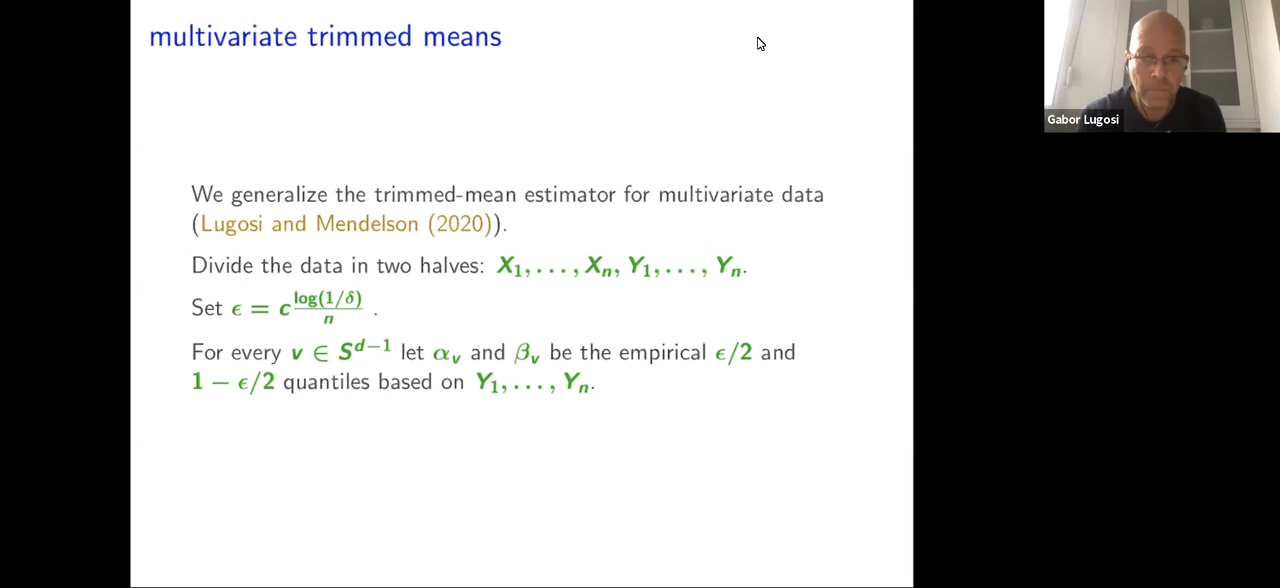 multivariate trimmed means
We generalize the trimmed-mean estimator for multivariate data
(Lugosi and Mendelson (2020)).
Divide the data in two halves: X₁, . . . , Xₙ, Y₁, . . . , Yₙ.
Set ϵ = c log(1/δ)/n .
For every v ∈ S^{d−1} let αᵥ and βᵥ be the empirical ϵ/2 and
1 − ϵ/2 quantiles based on Y₁, . . . , Yₙ.
Gabor Lugosi